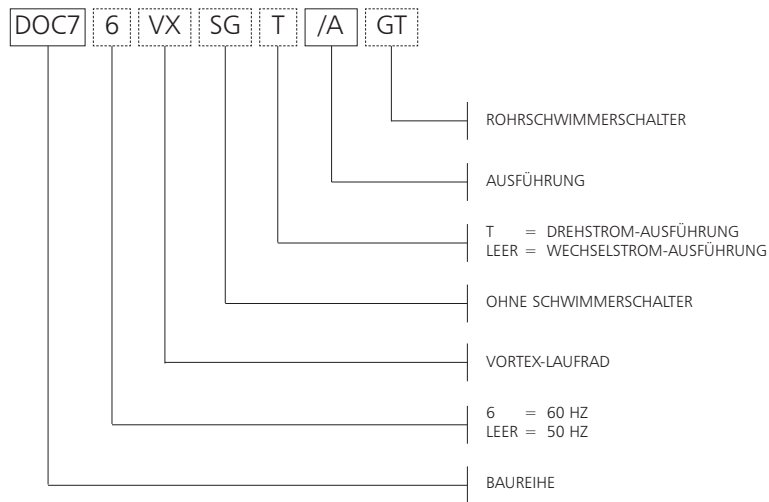 DOC7 6 VX SG T /A GT
ROHRSCHWIMMERSCHALTER
AUSFÜHRUNG
T = DREHSTROM-AUSFÜHRUNG
LEER = WECHSELSTROM-AUSFÜHRUNG
OHNE SCHWIMMERSCHALTER
VORTEX-LAUFRAD
6 = 60 HZ
LEER = 50 HZ
BAUREIHE